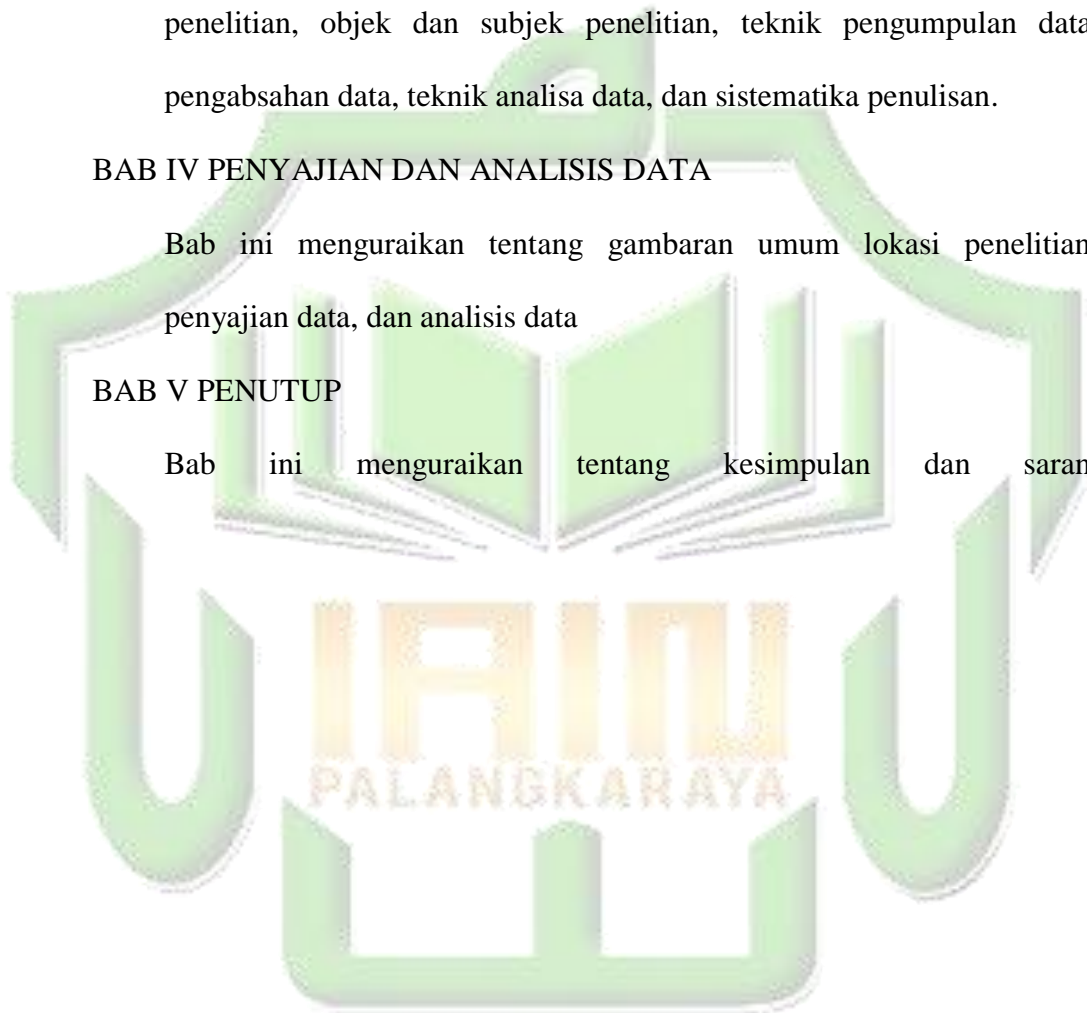 penelitian, objek dan subjek penelitian, teknik pengumpulan data
pengabsahan data, teknik analisa data, dan sistematika penulisan.
BAB IV PENYAJIAN DAN ANALISIS DATA
Bab ini menguraikan tentang gambaran umum lokasi penelitian
penyajian data, dan analisis data
BAB V PENUTUP
Bab ini menguraikan tentang kesimpulan dan saran
IAIN
PALANGKARAYA